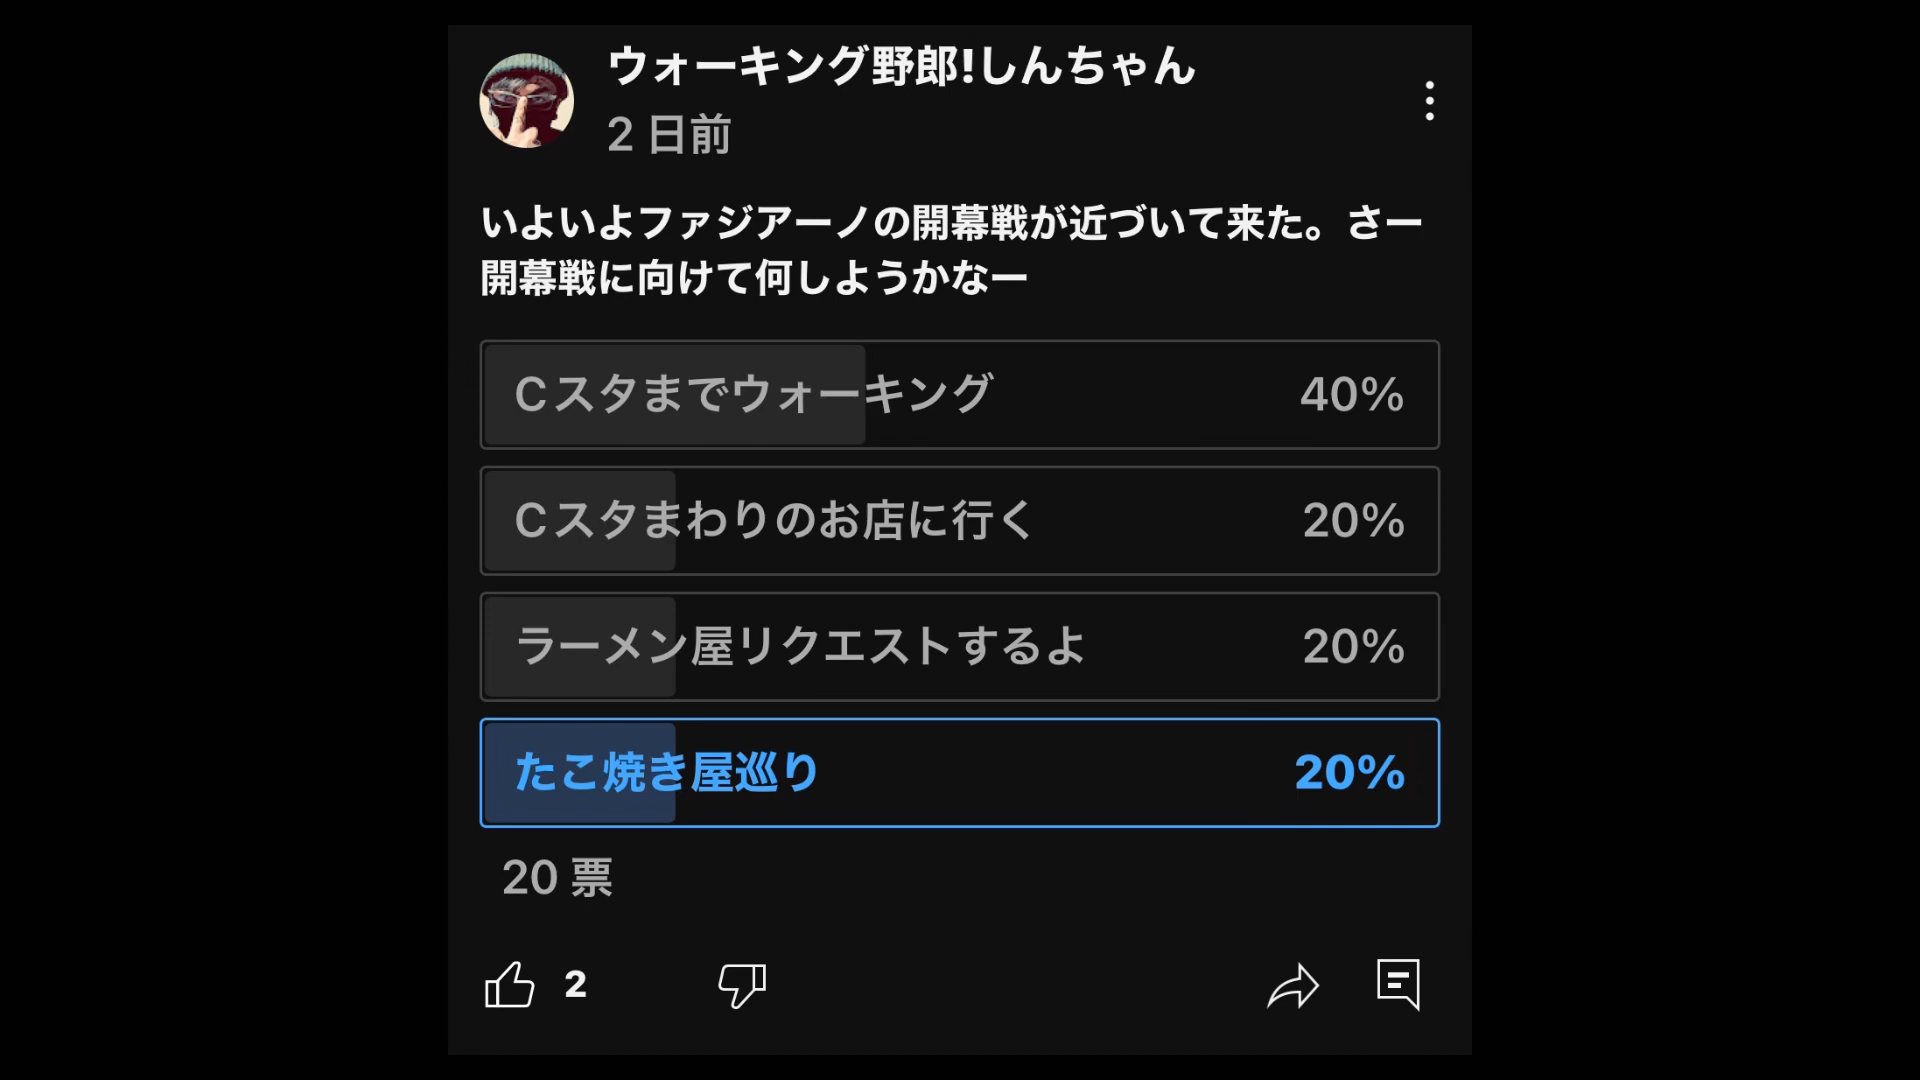 ウォーキング野郎!しんちゃん
2 日前
いよいよファジアーノの開幕戦が近づいて来た。さー
開幕戦に向けて何しようかなー
Cスタまでウォーキング 40%
Cスタまわりのお店に行く 20%
ラーメン屋リクエストするよ 20%
たこ焼き屋巡り 20%
20 票
2